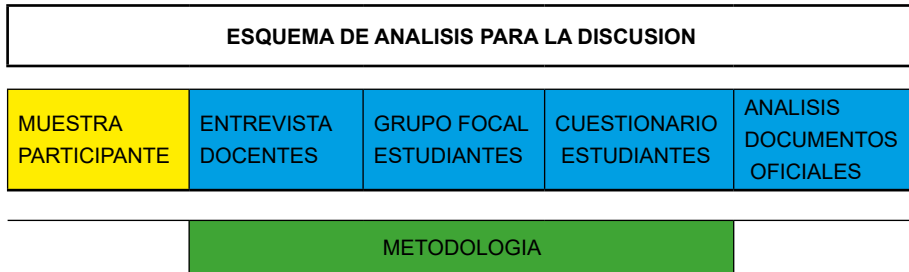 ESQUEMA DE ANALISIS PARA LA DISCUSION
MUESTRA
PARTICIPANTE
ENTREVISTA
DOCENTES
GRUPO FOCAL
ESTUDIANTES
CUESTIONARIO
ESTUDIANTES
ANALISIS
DOCUMENTOS
OFICIALES
METODOLOGIA